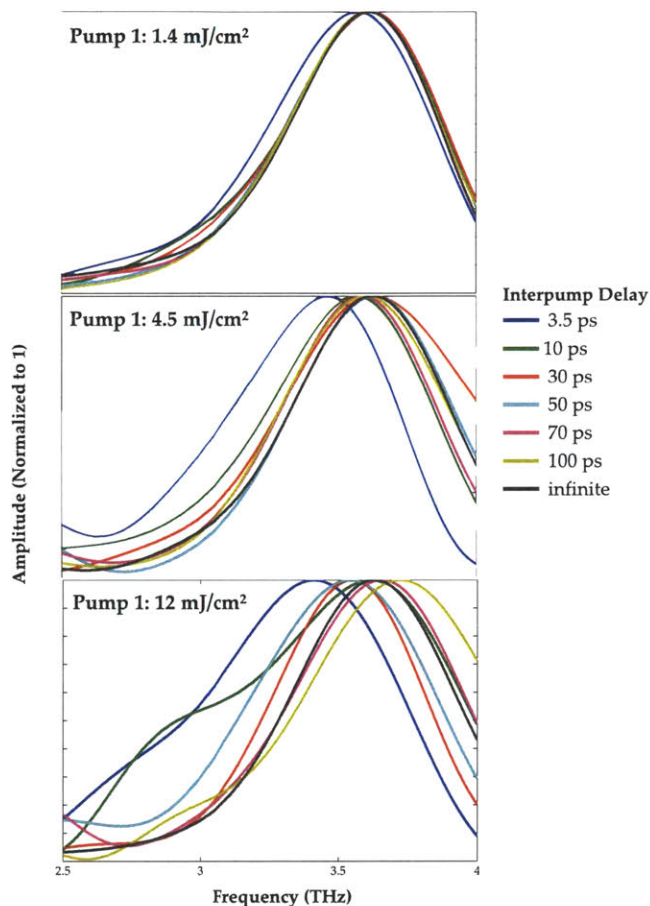 Pump 1: 1.4 mJ/cm²
Pump 1: 4.5 mJ/cm²
Pump 1: 12 mJ/cm²
Amplitude (Normalized to 1)
Interpump Delay
3.5 ps
10 ps
30 ps
50 ps
70 ps
100 ps
infinite
2.5 3 3.5 4
Frequency (THz)